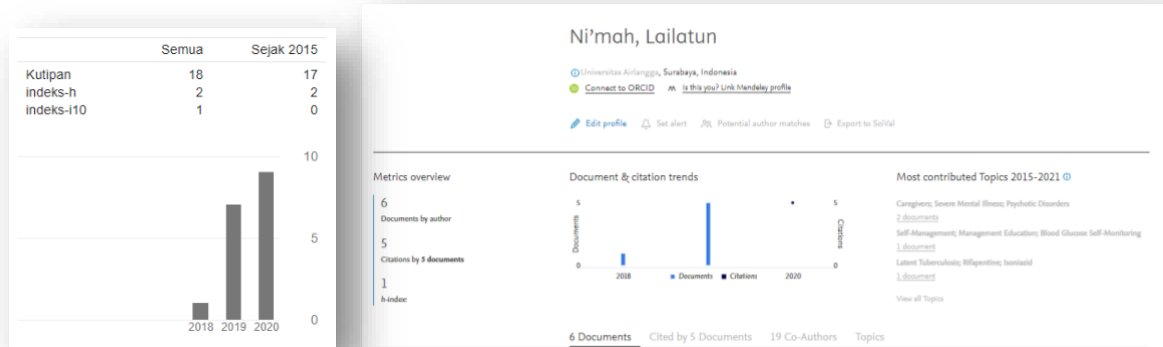 Semua Sejak 2015
Kutipan 18 17
indeks-h 2 2
indeks-i10 1 0
10
5
0
2018 2019 2020
Ni'mah, Lailatun
Universitas Airlangga, Surabaya, Indonesia
Connect to ORCID Is this you? Link Mendeley profile
Edit profile Set alert Potential author matches Export to SciVal
Metrics overview
6
Documents by author
5
Citations by 5 documents
1
h-index:
Document & citation trends
5 5
Documents
Citations
0 0
2018 2020
Documents Citations
Most contributed Topics 2015-2021
Caregivers; Severe Mental Illness; Psychotic Disorders
2 documents
Self-Management; Management Education; Blood Glucose Self-Monitoring
1 document
Latent Tuberculosis; Rifapentine; Isoniazid
1 document
View all Topics
6 Documents Cited by 5 Documents 19 Co-Authors Topics